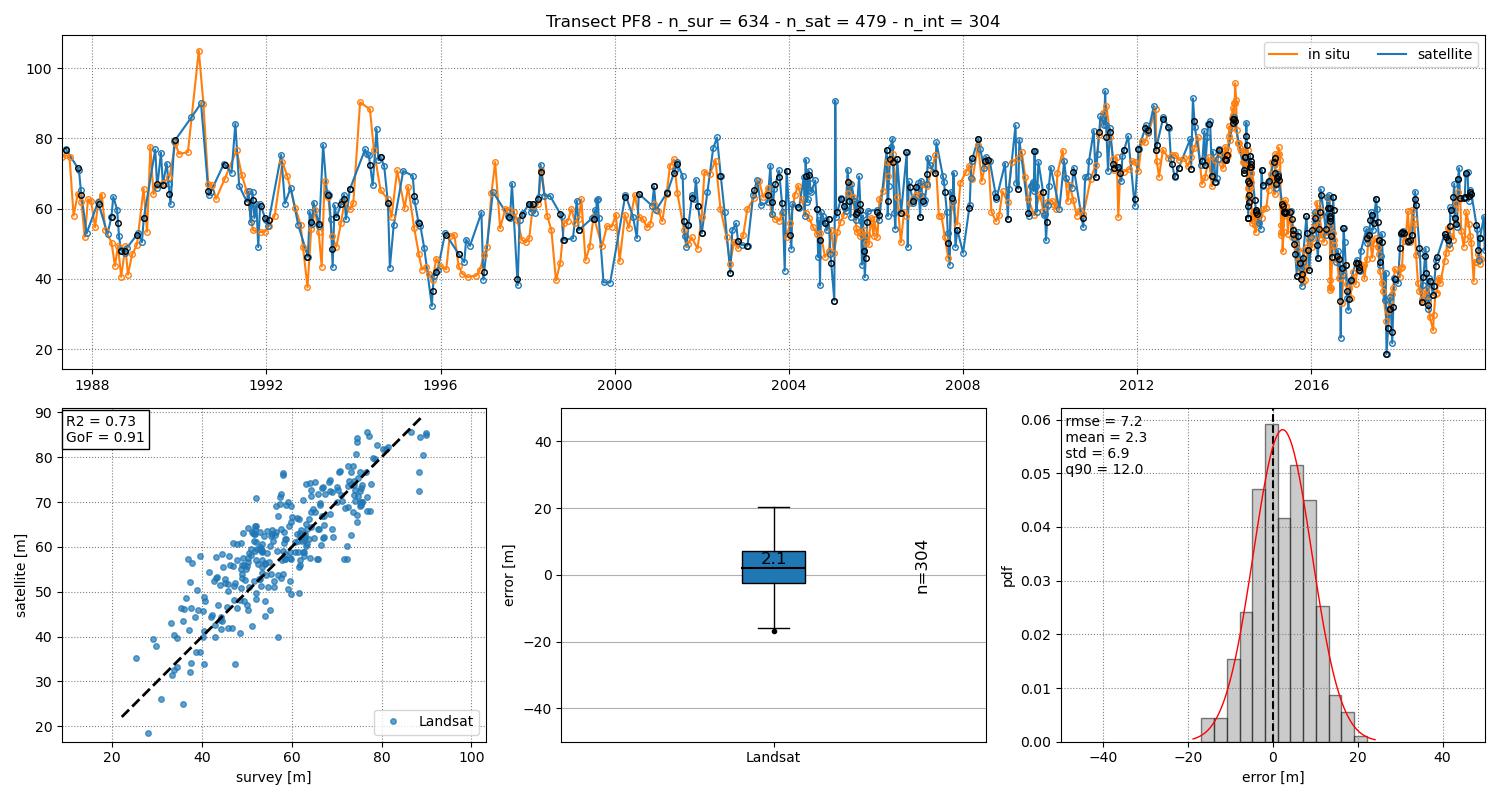 Transect PF8 - n_sur = 634 - n_sat = 479 - n_int = 304
in situ
satellite
100
80
60
40
20
1988
1992
1996
2000
2004
2008
2012
2016
R2 = 0.73
GoF = 0.91
90
80
70
60
50
40
30
20
satellite [m]
20
40
60
80
100
survey [m]
Landsat
40
20
0
−20
−40
error [m]
2.1
n=304
Landsat
rmse = 7.2
mean = 2.3
std = 6.9
q90 = 12.0
0.06
0.05
0.04
0.03
0.02
0.01
0.00
pdf
−40
−20
0
20
40
error [m]